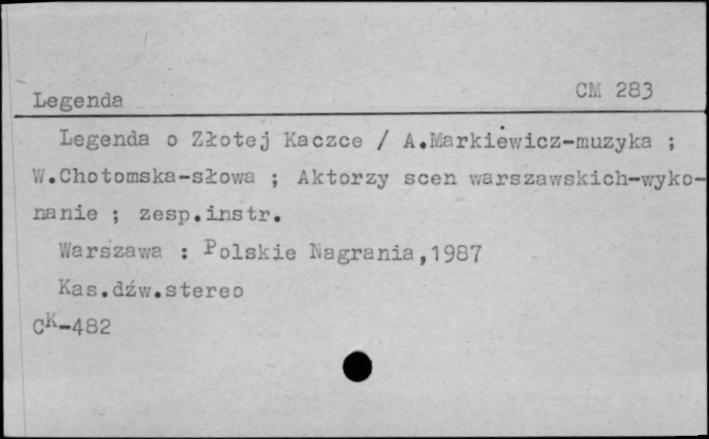 CM 283
Legenda
Legenda o Złotej Kaczce / A.Markiewicz-muzyka ;
W.Chotomska-słowa ; Aktorzy scen warszawskich-wyko-
nanie ; zesp.instr.
Warszawa : Polskie Nagrania,1987
Kas.dźw.stereo
CK-482